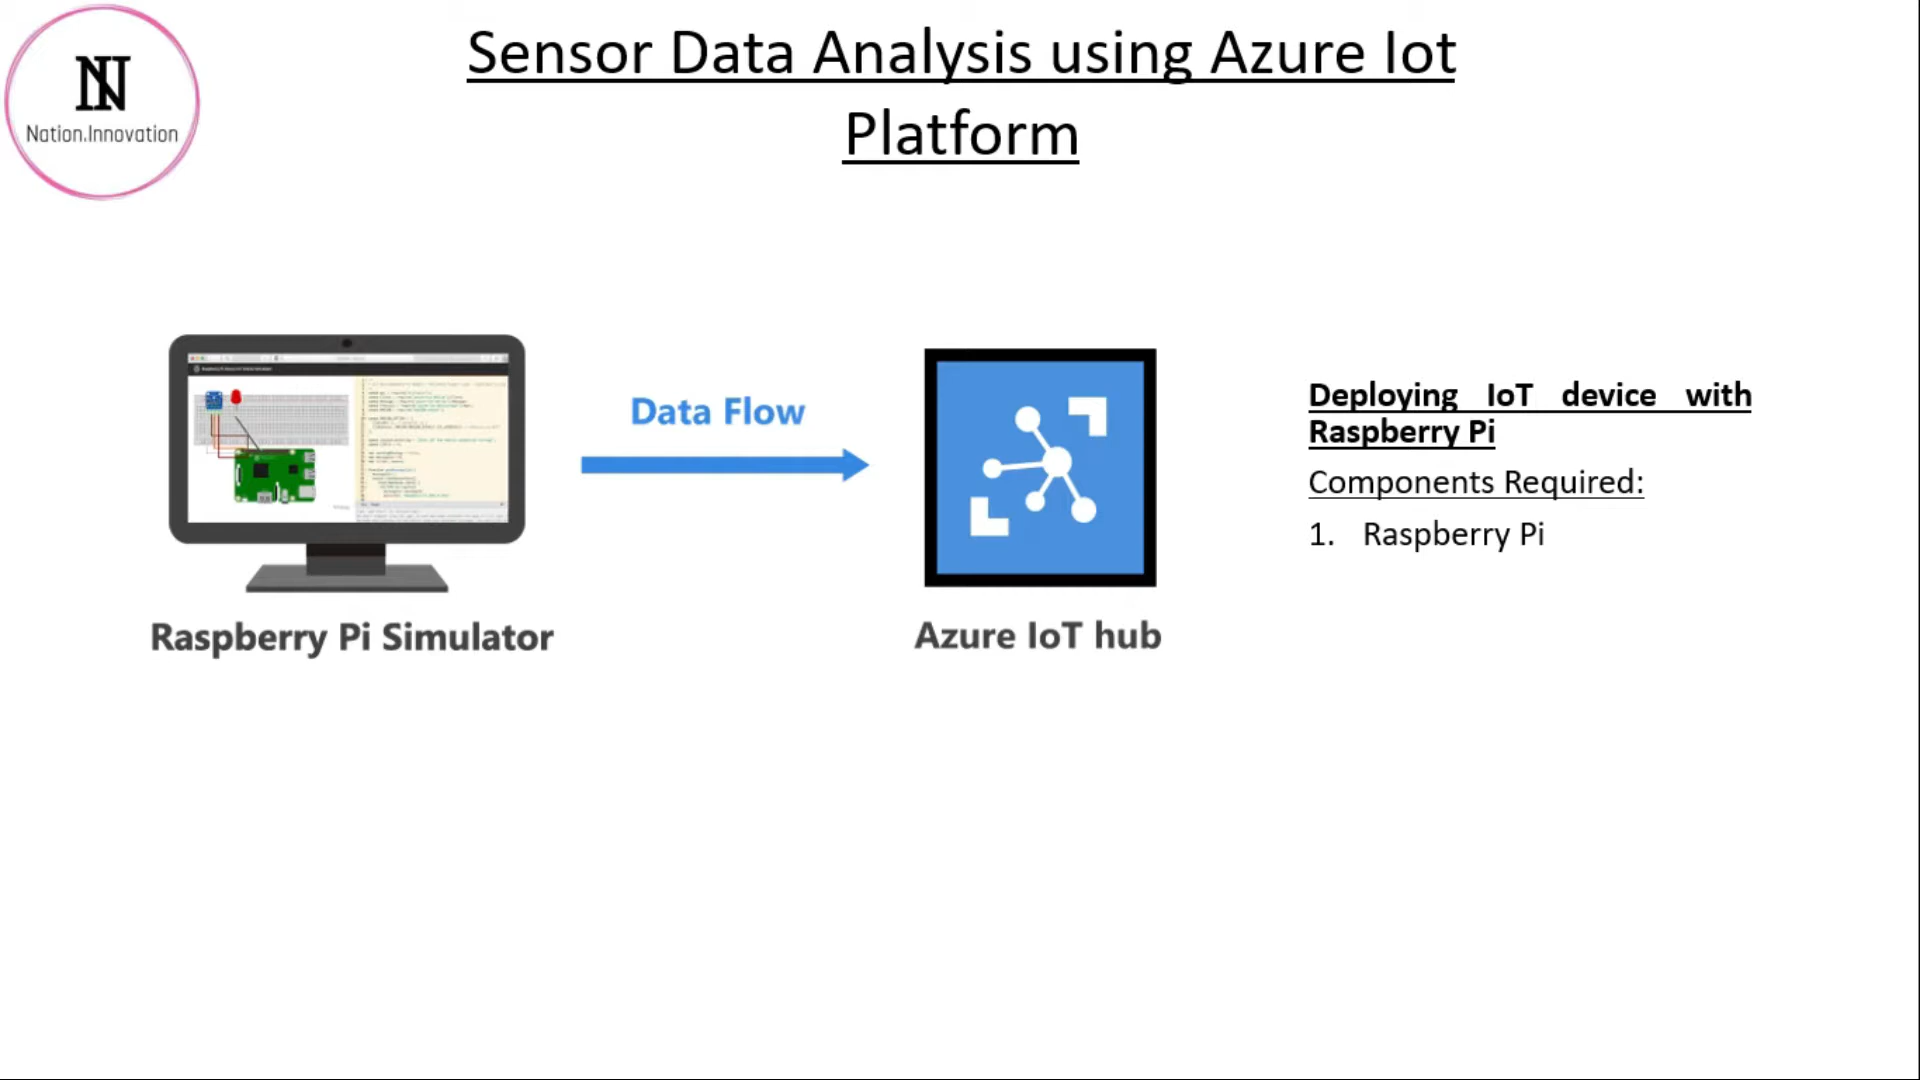 Nation.Innovation
Sensor Data Analysis using Azure Iot
Platform
Data Flow
Raspberry Pi Simulator
Azure IoT hub
Deploying IoT device with
Raspberry Pi
Components Required:
1. Raspberry Pi